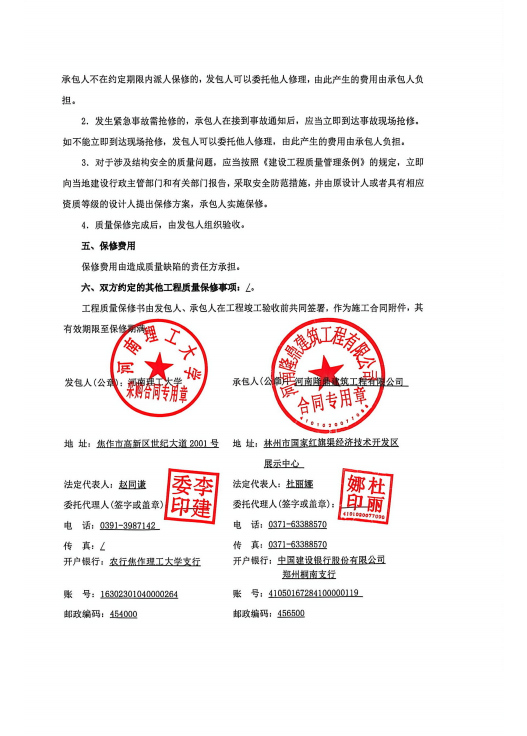 承包人不在约定期限内派人保修的，发包人可以委托他人修理，由此产生的费用由承包人负
担。
2．发生紧急事故需抢修的，承包人在接到事故通知后，应当立即到达事故现场抢修。
如不能立即到达现场抢修，发包人可以委托他人修理，由此产生的费用由承包人负担。
3．对于涉及结构安全的质量问题，应当按照《建设工程质量管理条例》的规定，立即
向当地建设行政主管部门和有关部门报告，采取安全防范措施，并由原设计人或者具有相应
资质等级的设计人提出保修方案，承包人实施保修。
4．质量保修完成后，由发包人组织验收。
五、保修费用
保修费用由造成质量缺陷的责任方承担。
六、双方约定的其他工程质量保修事项：/。
工程质量保修书由发包人、承包人在工程竣工验收前共同签署，作为施工合同附件，其
有效期限至保修期满
河南理工大学
采购合同专用章
河南隆鼎建筑工程有限公司
合同专用章
发包人(公章)：河南理工大学
承包人(公章)：河南隆鼎建筑工程有限公司
地 址：焦作市高新区世纪大道 2001 号
地 址：林州市国家红旗渠经济技术开发区
展示中心
法定代表人：赵同谦
法定代表人：杜丽娜
委托代理人(签字或盖章)
李建委印
委托代理人(签字或盖章)：
杜丽娜印
4101020077090
电 话：0391-3987142
电 话：0371-63388570
传 真：/
传 真：0371-63388570
开户银行：农行焦作理工大学支行
开户银行：中国建设银行股份有限公司
郑州桐南支行
账 号：16302301040000264
账 号：41050167284100000119
邮政编码：454000
邮政编码：456500